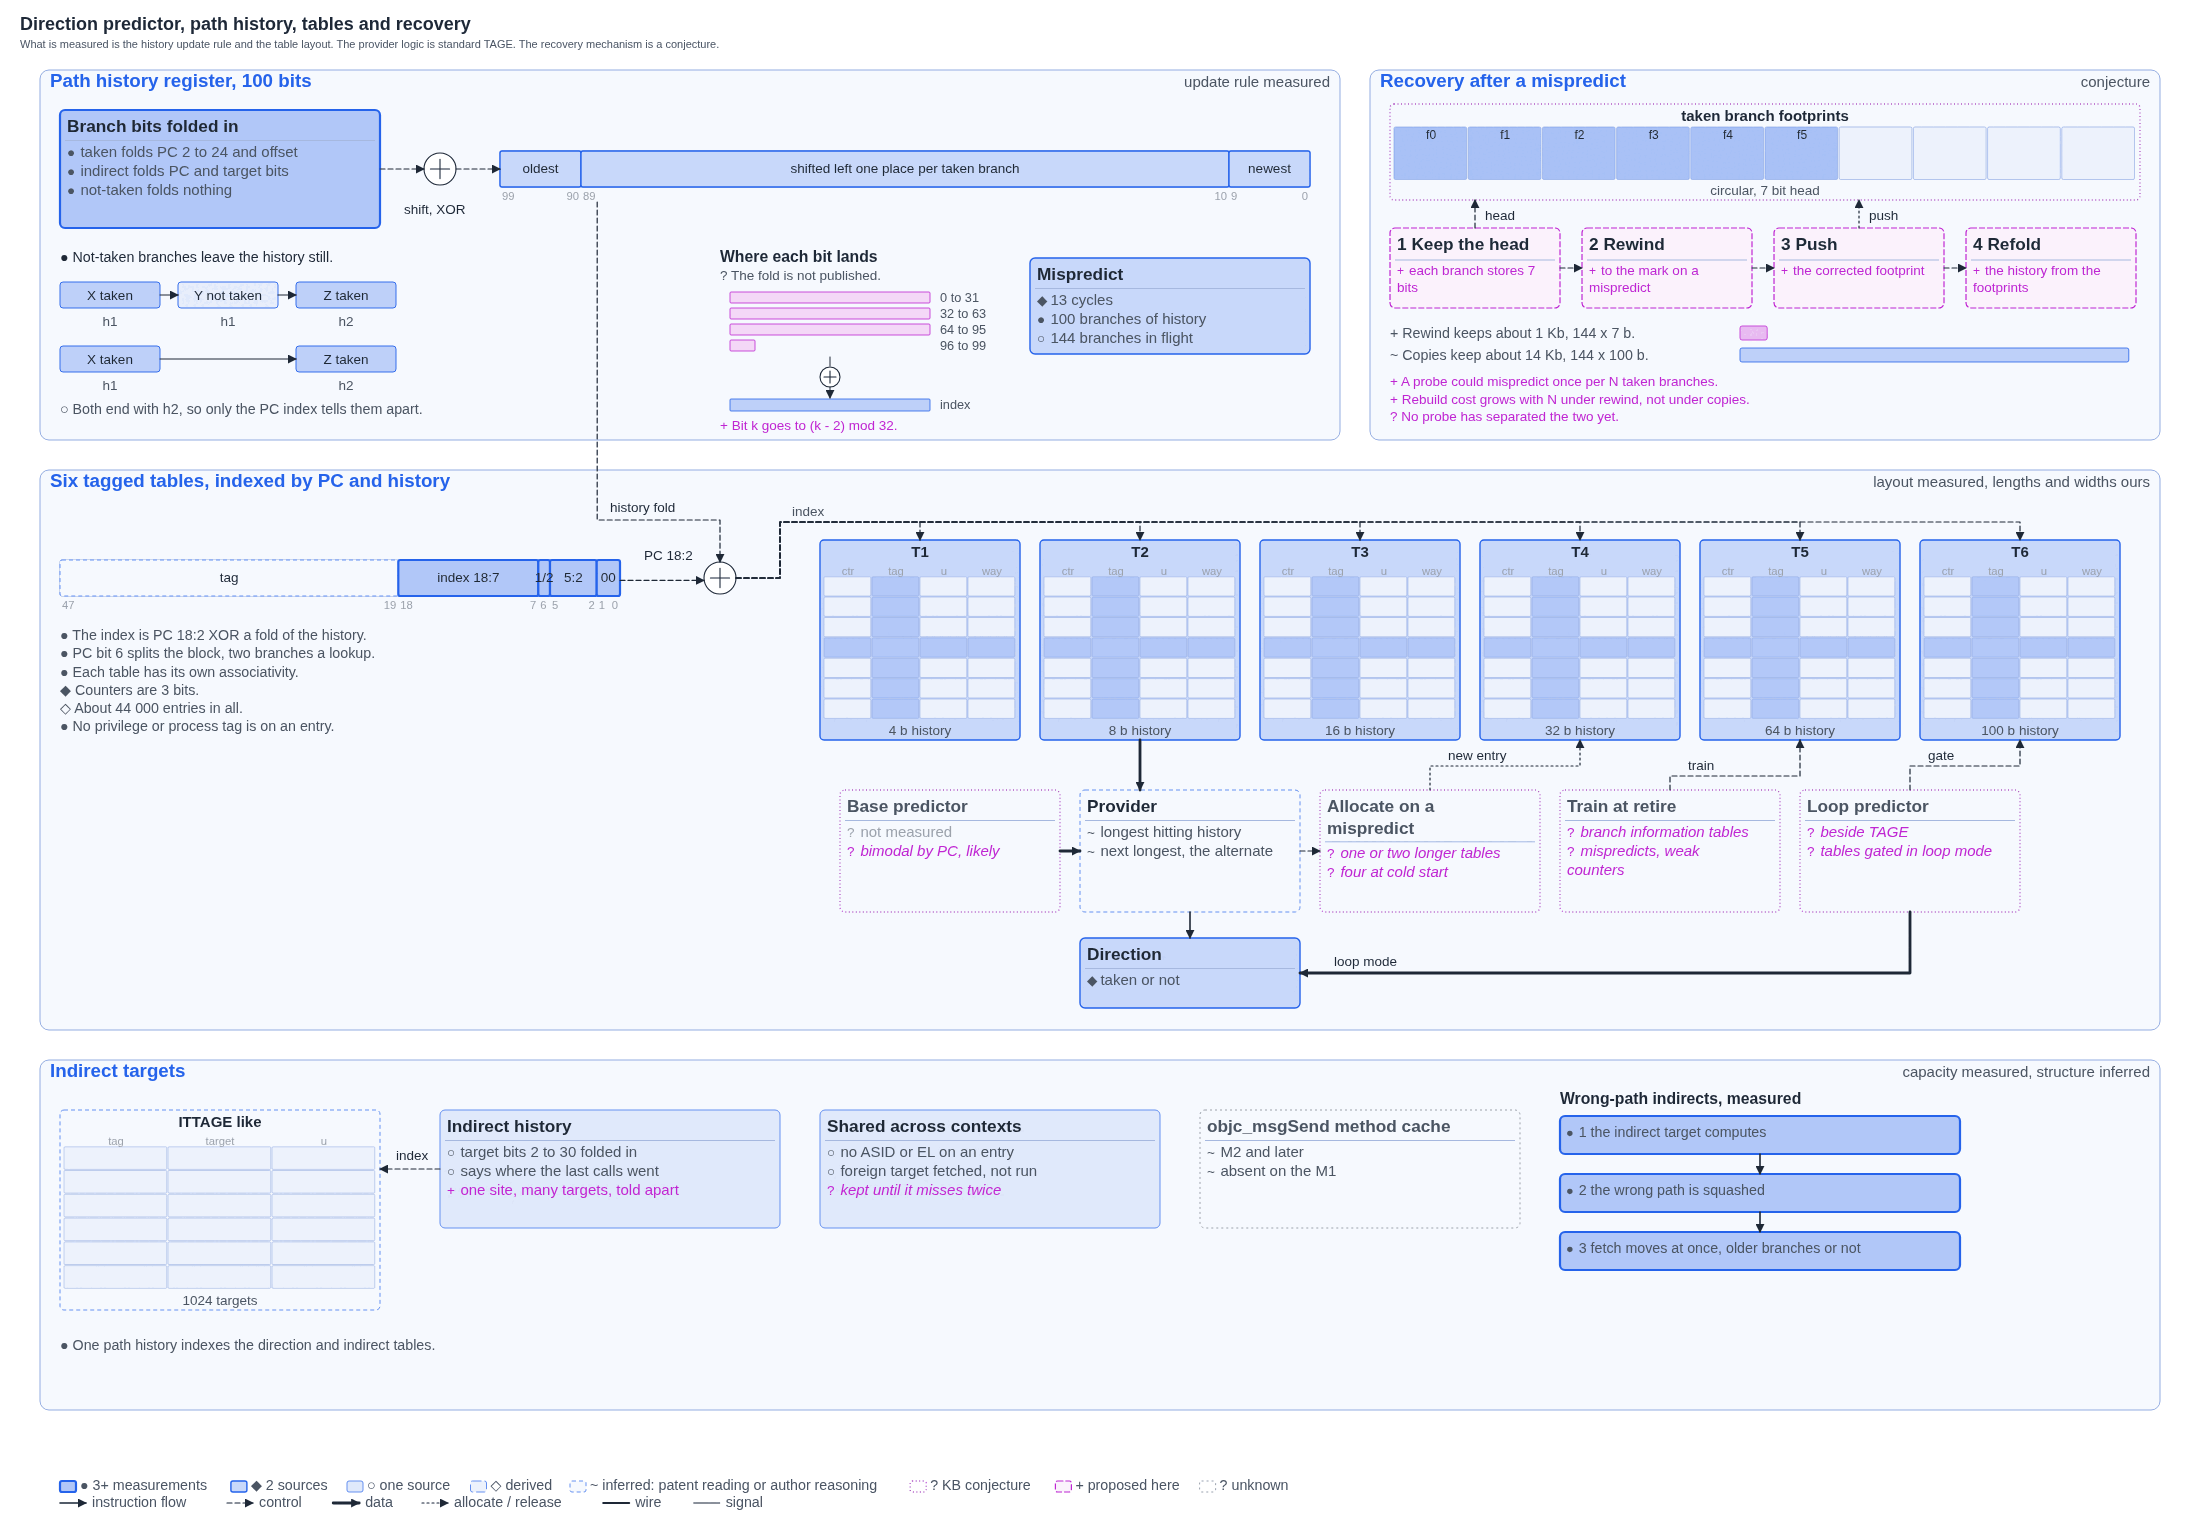 Direction predictor, path history, tables and recovery
What is measured is the history update rule and the table layout. The provider logic is standard TAGE. The recovery mechanism is a conjecture.
Path history register, 100 bits
update rule measured
Branch bits folded in
● taken folds PC 2 to 24 and offset
● indirect folds PC and target bits
● not-taken folds nothing
shift, XOR
oldest
shifted left one place per taken branch
newest
99 90 89 10 9 0
● Not-taken branches leave the history still.
X taken Y not taken Z taken
h1 h1 h2
X taken Z taken
h1 h2
○ Both end with h2, so only the PC index tells them apart.
Where each bit lands
? The fold is not published.
0 to 31
32 to 63
64 to 95
96 to 99
index
+ Bit k goes to (k - 2) mod 32.
Mispredict
◆ 13 cycles
● 100 branches of history
○ 144 branches in flight
Recovery after a mispredict
conjecture
taken branch footprints
f0 f1 f2 f3 f4 f5
circular, 7 bit head
head
push
1 Keep the head
+ each branch stores 7
bits
2 Rewind
+ to the mark on a
mispredict
3 Push
+ the corrected footprint
4 Refold
+ the history from the
footprints
+ Rewind keeps about 1 Kb, 144 x 7 b.
~ Copies keep about 14 Kb, 144 x 100 b.
+ A probe could mispredict once per N taken branches.
+ Rebuild cost grows with N under rewind, not under copies.
? No probe has separated the two yet.
Six tagged tables, indexed by PC and history
layout measured, lengths and widths ours
history fold
index
PC 18:2
tag index 18:7 1/2 5:2 00
47 19 18 7 6 5 2 1 0
● The index is PC 18:2 XOR a fold of the history.
● PC bit 6 splits the block, two branches a lookup.
● Each table has its own associativity.
◆ Counters are 3 bits.
◇ About 44 000 entries in all.
● No privilege or process tag is on an entry.
T1 T2 T3 T4 T5 T6
ctr tag u way ctr tag u way ctr tag u way ctr tag u way ctr tag u way ctr tag u way
4 b history 8 b history 16 b history 32 b history 64 b history 100 b history
new entry
train
gate
Base predictor
? not measured
? bimodal by PC, likely
Provider
~ longest hitting history
~ next longest, the alternate
Allocate on a
mispredict
? one or two longer tables
? four at cold start
Train at retire
? branch information tables
? mispredicts, weak
counters
Loop predictor
? beside TAGE
? tables gated in loop mode
Direction
◆ taken or not
loop mode
Indirect targets
capacity measured, structure inferred
ITTAGE like
tag target u
1024 targets
index
Indirect history
○ target bits 2 to 30 folded in
○ says where the last calls went
+ one site, many targets, told apart
Shared across contexts
○ no ASID or EL on an entry
○ foreign target fetched, not run
? kept until it misses twice
objc_msgSend method cache
~ M2 and later
~ absent on the M1
Wrong-path indirects, measured
● 1 the indirect target computes
● 2 the wrong path is squashed
● 3 fetch moves at once, older branches or not
● One path history indexes the direction and indirect tables.
● 3+ measurements ◆ 2 sources ○ one source ◇ derived ~ inferred: patent reading or author reasoning ? KB conjecture + proposed here ? unknown
instruction flow control data allocate / release wire signal